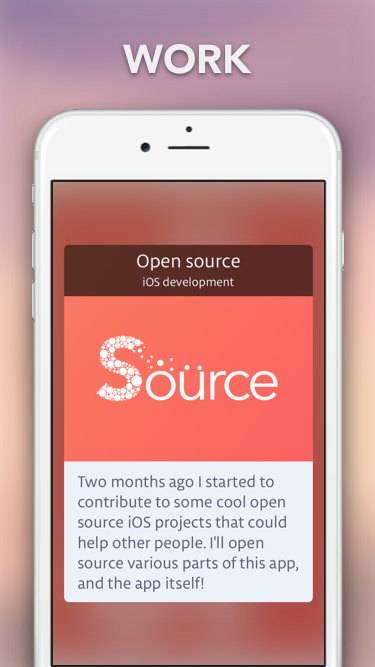 WORK
Open source
iOS development
Source
Two months ago I started to
contribute to some cool open
source iOS projects that could
help other people. I'll open
source various parts of this app,
and the app itself!